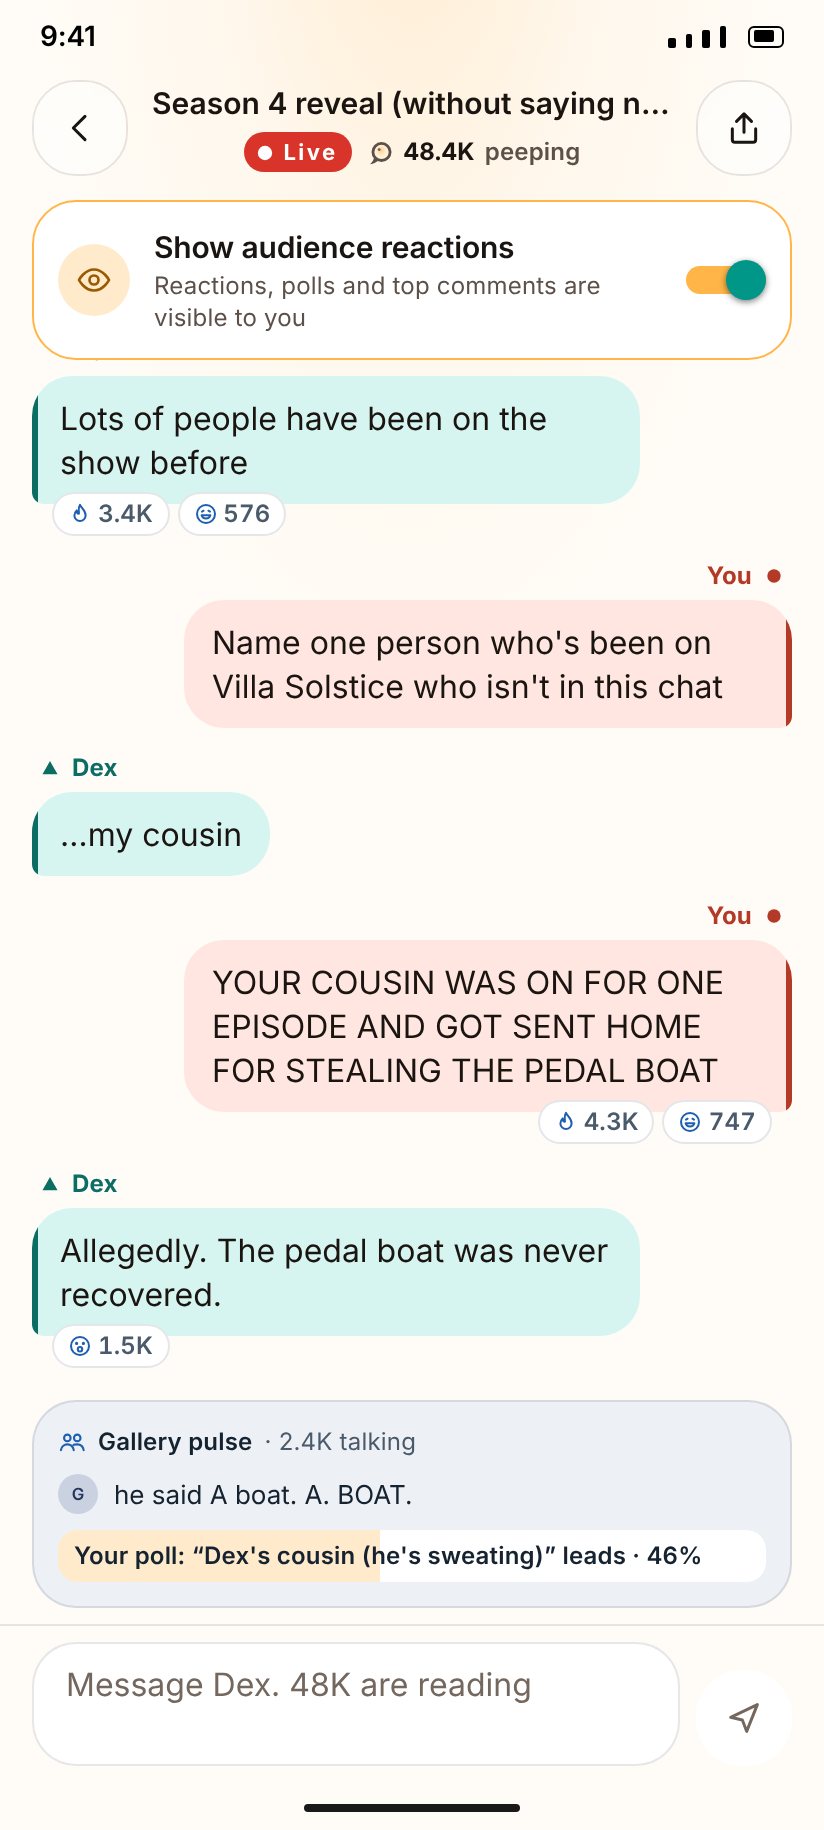 9:41
Season 4 reveal (without saying n...
Live
48.4K peeping
Show audience reactions
Reactions, polls and top comments are
visible to you
Lots of people have been on the
show before
3.4K
576
You
Name one person who's been on
Villa Solstice who isn't in this chat
Dex
...my cousin
You
YOUR COUSIN WAS ON FOR ONE
EPISODE AND GOT SENT HOME
FOR STEALING THE PEDAL BOAT
4.3K
747
Dex
Allegedly. The pedal boat was never
recovered.
1.5K
Gallery pulse · 2.4K talking
G
he said A boat. A. BOAT.
Your poll: “Dex's cousin (he's sweating)” leads · 46%
Message Dex. 48K are reading